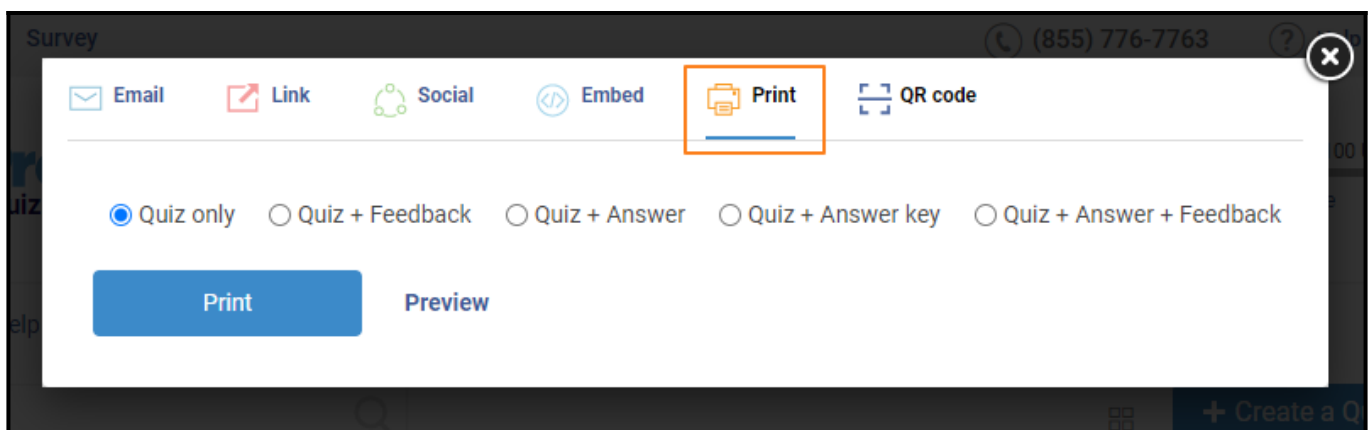 Survey
(855) 776-7763
Email Link Social Embed Print QR code
Quiz only Quiz + Feedback Quiz + Answer Quiz + Answer key Quiz + Answer + Feedback
Print Preview
+ Create a Q